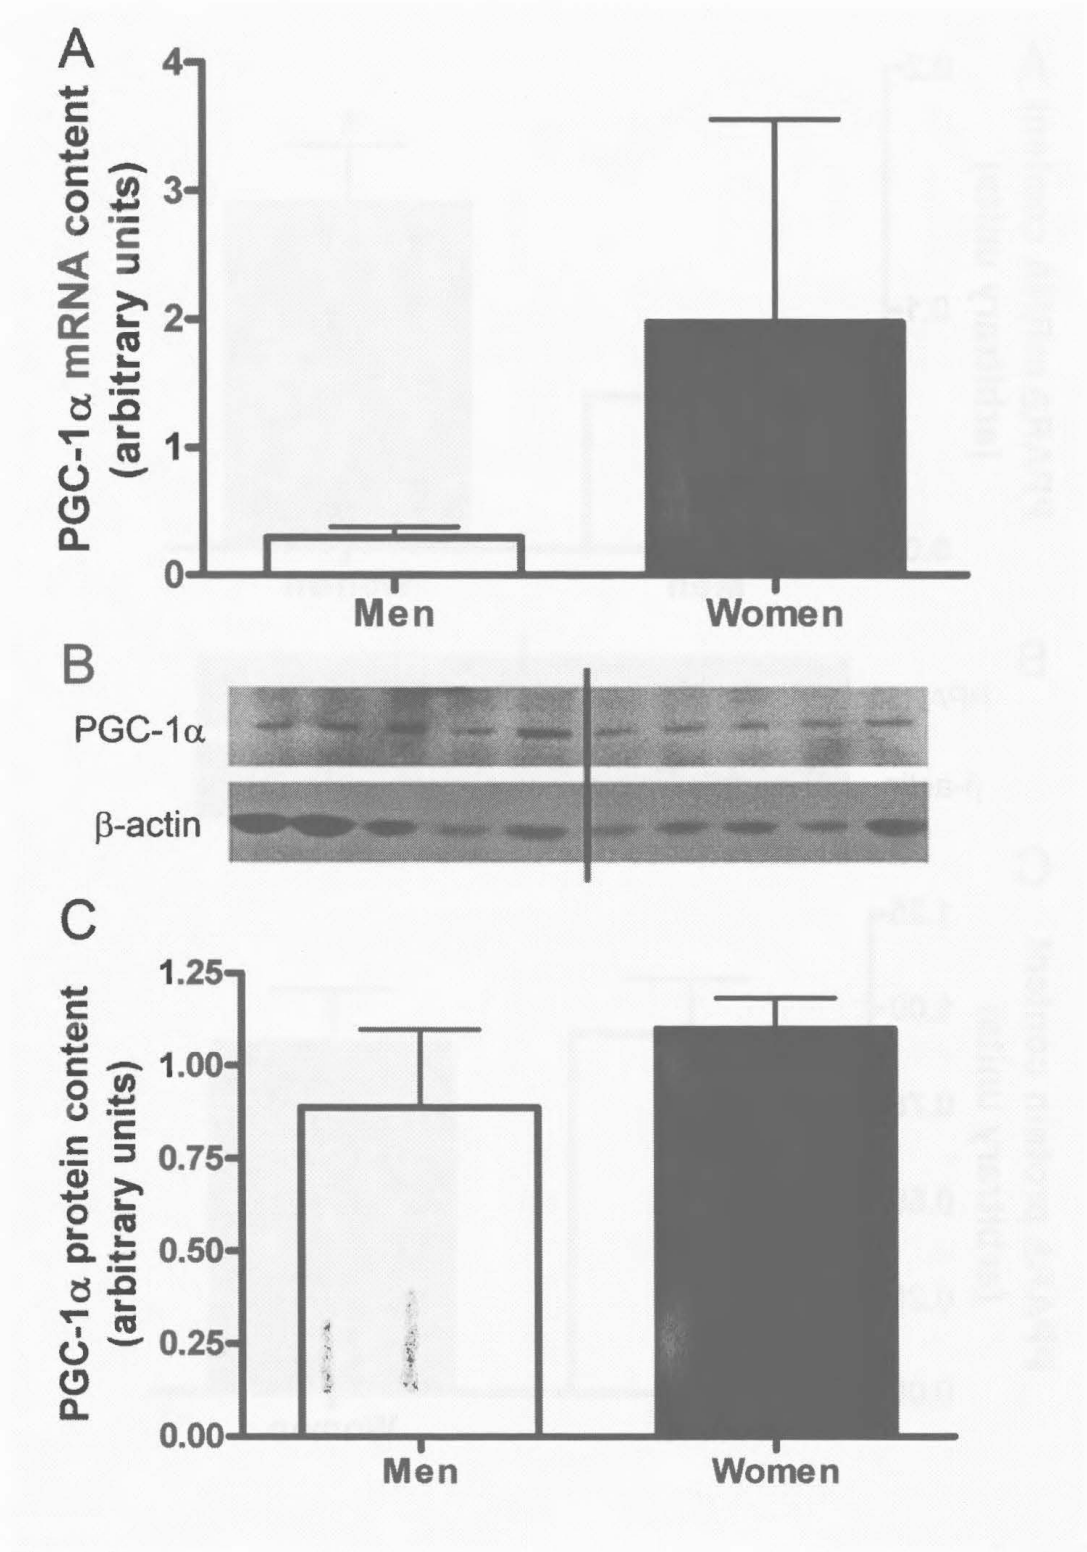 A
PGC-1α mRNA content
(arbitrary units)
4
3
2
1
0
Men
Women
B
PGC-1α
β-actin
C
PGC-1α protein content
(arbitrary units)
1.25
1.00
0.75
0.50
0.25
0.00
Men
Women